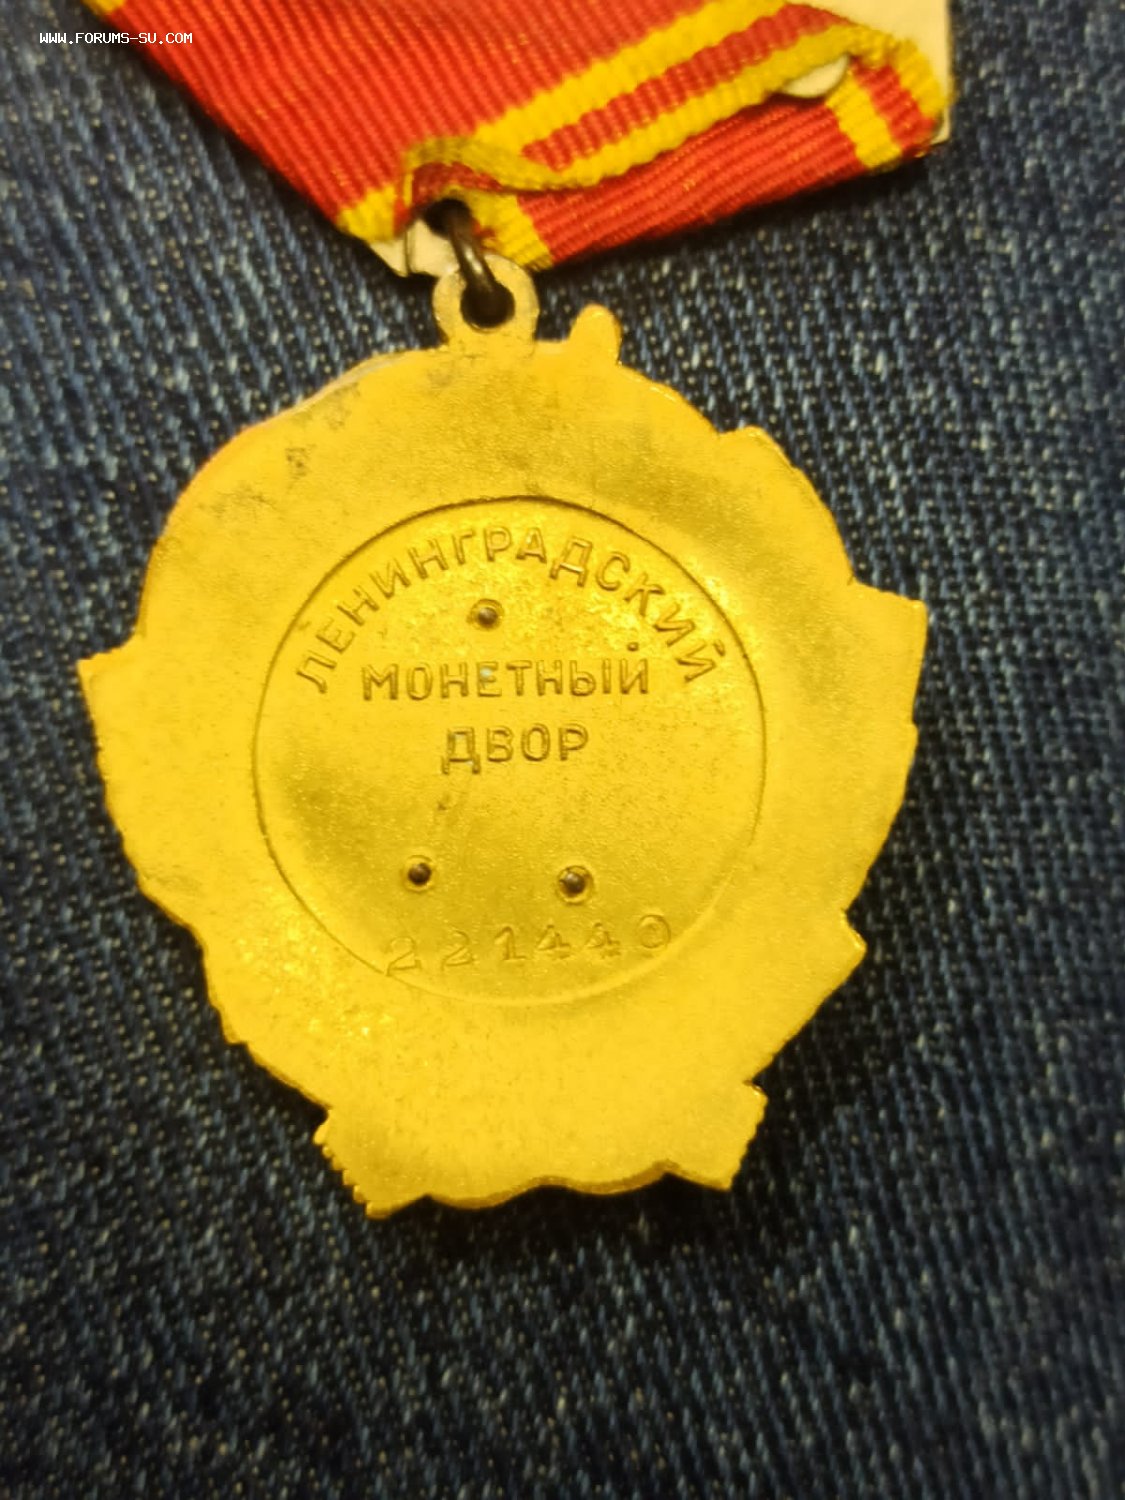 WWW.FORUMS-SU.COM
ЛЕНИНГРАДСКИЙ
МОНЕТНЫЙ
ДВОР
221440